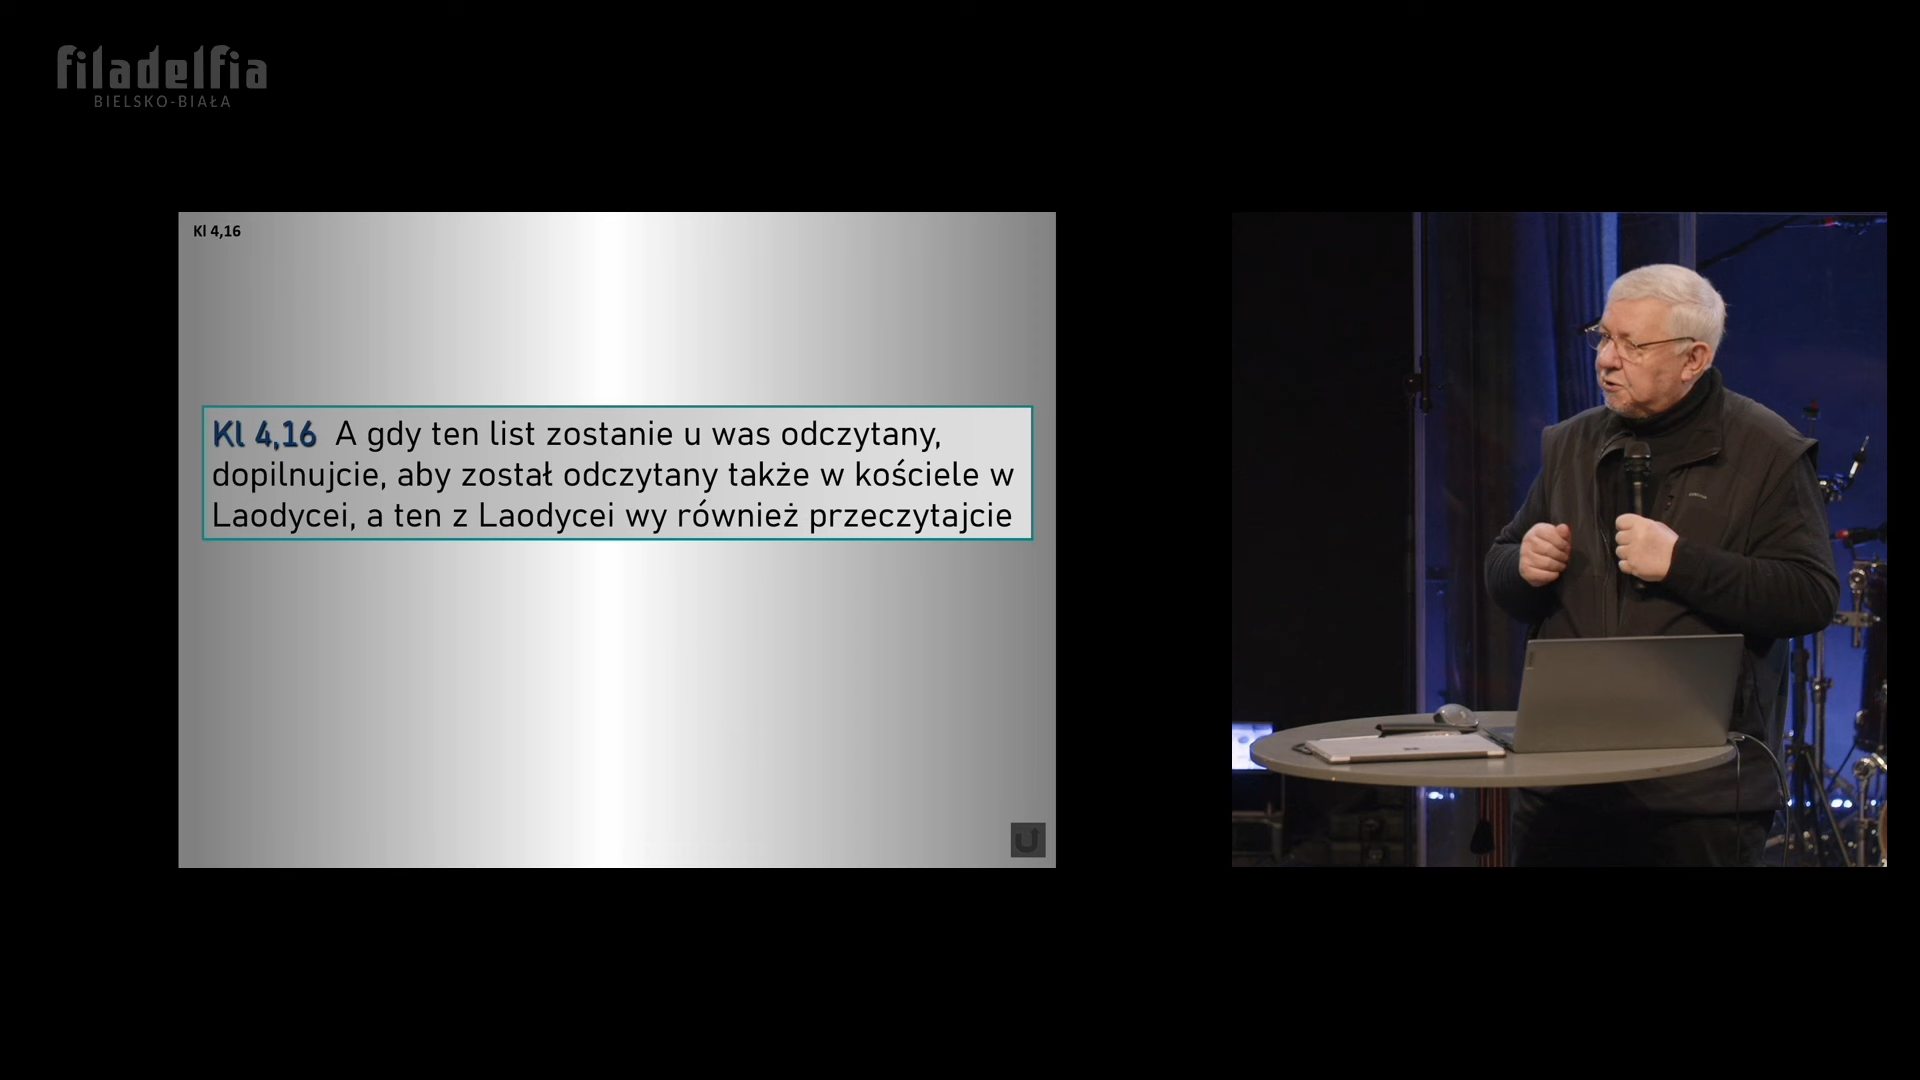 filadelfia
BIELSKO-BIAŁA
Kl 4,16
Kl 4,16 A gdy ten list zostanie u was odczytany,
dopilnujcie, aby został odczytany także w kościele w
Laodycei, a ten z Laodycei wy również przeczytajcie